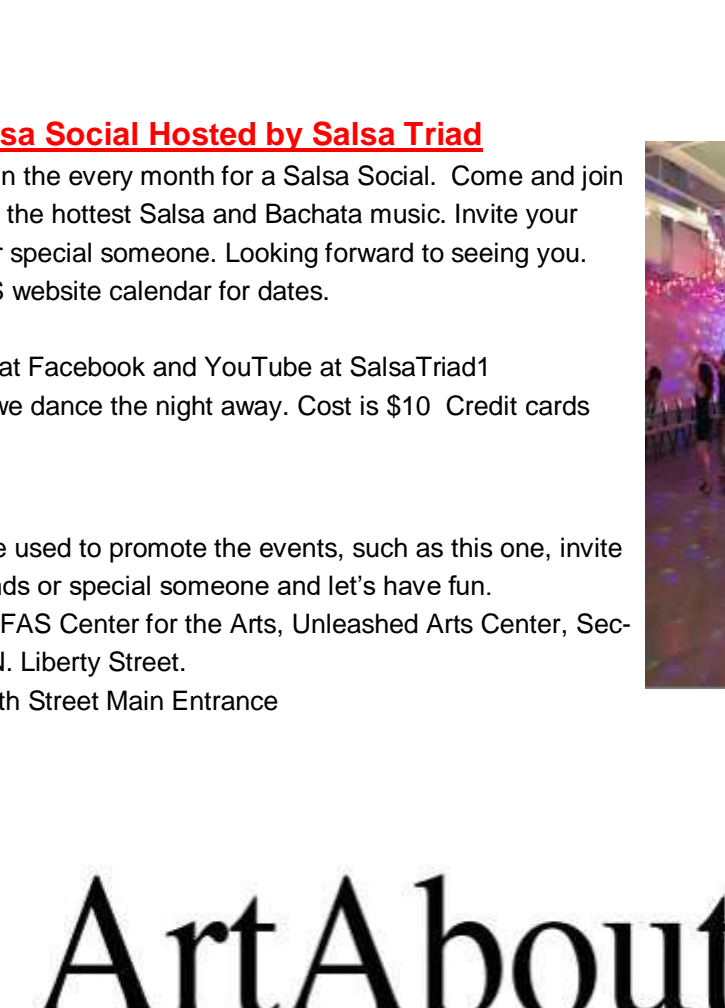 sa Social Hosted by Salsa Triad
n the every month for a Salsa Social. Come and join
the hottest Salsa and Bachata music. Invite your
special someone. Looking forward to seeing you.
S website calendar for dates.
at Facebook and YouTube at SalsaTriad1
we dance the night away. Cost is $10 Credit cards
e used to promote the events, such as this one, invite
nds or special someone and let's have fun.
FAS Center for the Arts, Unleashed Arts Center, Sec-
N. Liberty Street.
th Street Main Entrance
ArtAbout